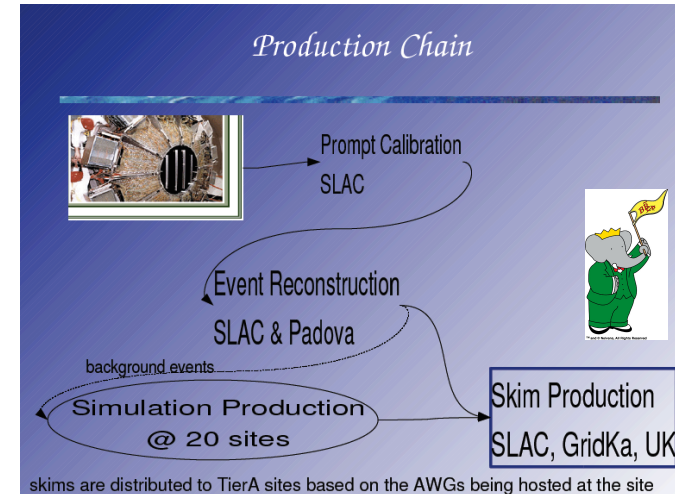 Production Chain
Prompt Calibration
SLAC
Event Reconstruction
SLAC & Padova
background events
Simulation Production
@ 20 sites
Skim Production
SLAC, GridKa, UK
skims are distributed to TierA sites based on the AWGs being hosted at the site